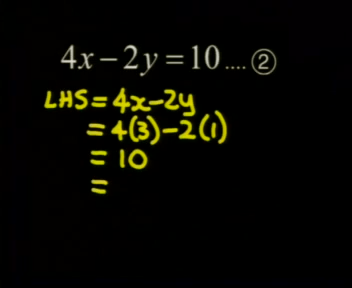 4x-2y=10....②
LHS=4x-2y
=4(3)-2(1)
=10
=